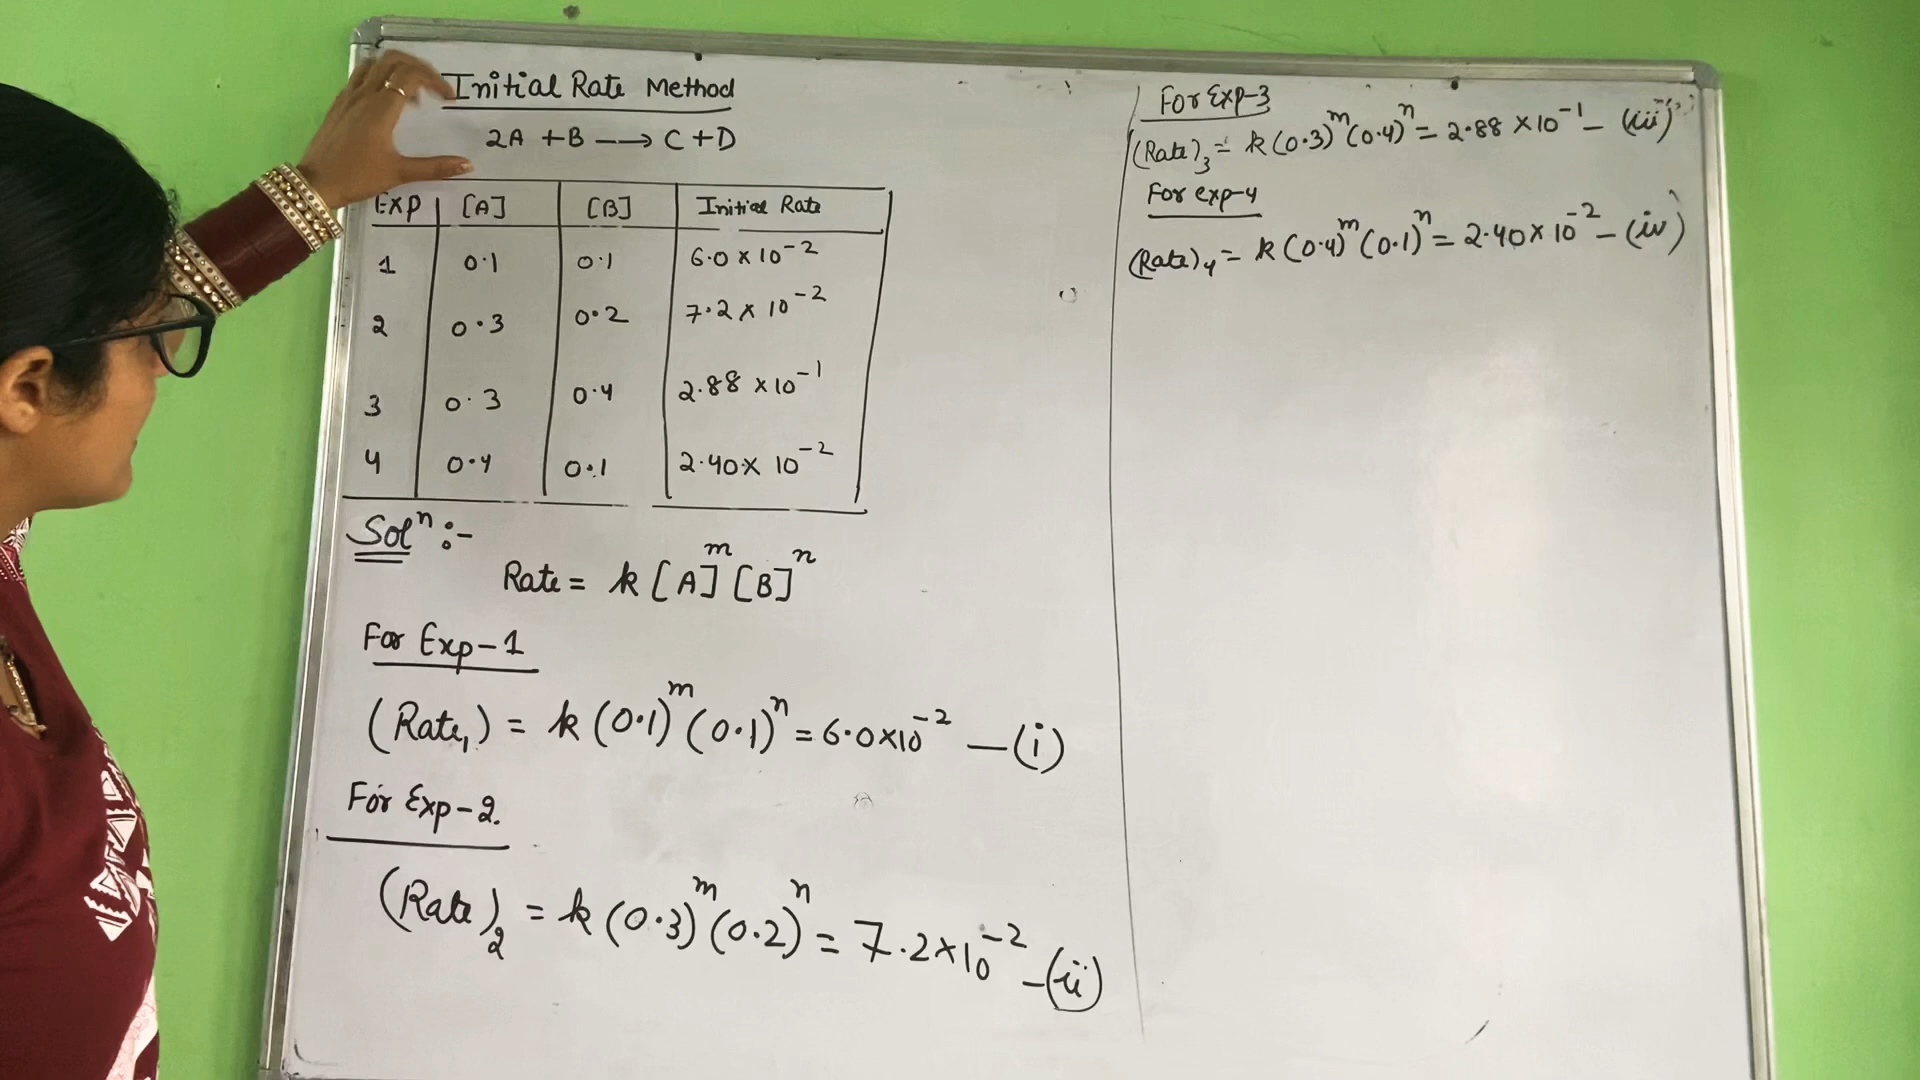 Initial Rate Method
2A + B → C + D
Exp [A] [B] Initial Rate
1 0.1 0.1 6.0 × 10⁻²
2 0.3 0.2 7.2 × 10⁻²
3 0.3 0.4 2.88 × 10⁻¹
4 0.4 0.1 2.40 × 10⁻²
Solⁿ :-
Rate = k [A]ᵐ [B]ⁿ
For Exp-1
(Rate₁) = k (0.1)ᵐ (0.1)ⁿ = 6.0×10⁻² — (i)
For Exp-2.
(Rate)₂ = k (0.3)ᵐ (0.2)ⁿ = 7.2×10⁻² – (ii)
For Exp-3
(Rate)₃ = k (0.3)ᵐ (0.4)ⁿ = 2.88 × 10⁻¹ – (iii)
For exp-4
(Rate)₄ = k (0.4)ᵐ (0.1)ⁿ = 2.40 × 10⁻² – (iv)